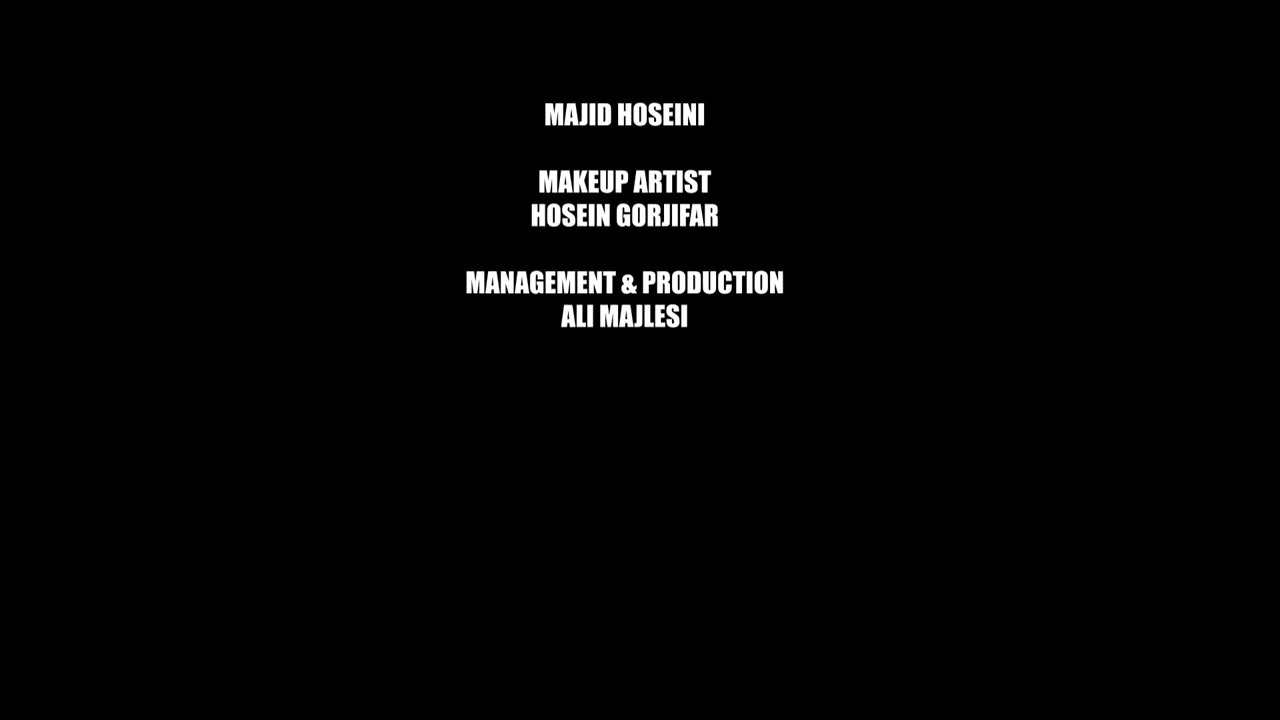 MAJID HOSEINI
MAKEUP ARTIST
HOSEIN GORJIFAR
MANAGEMENT & PRODUCTION
ALI MAJLESI